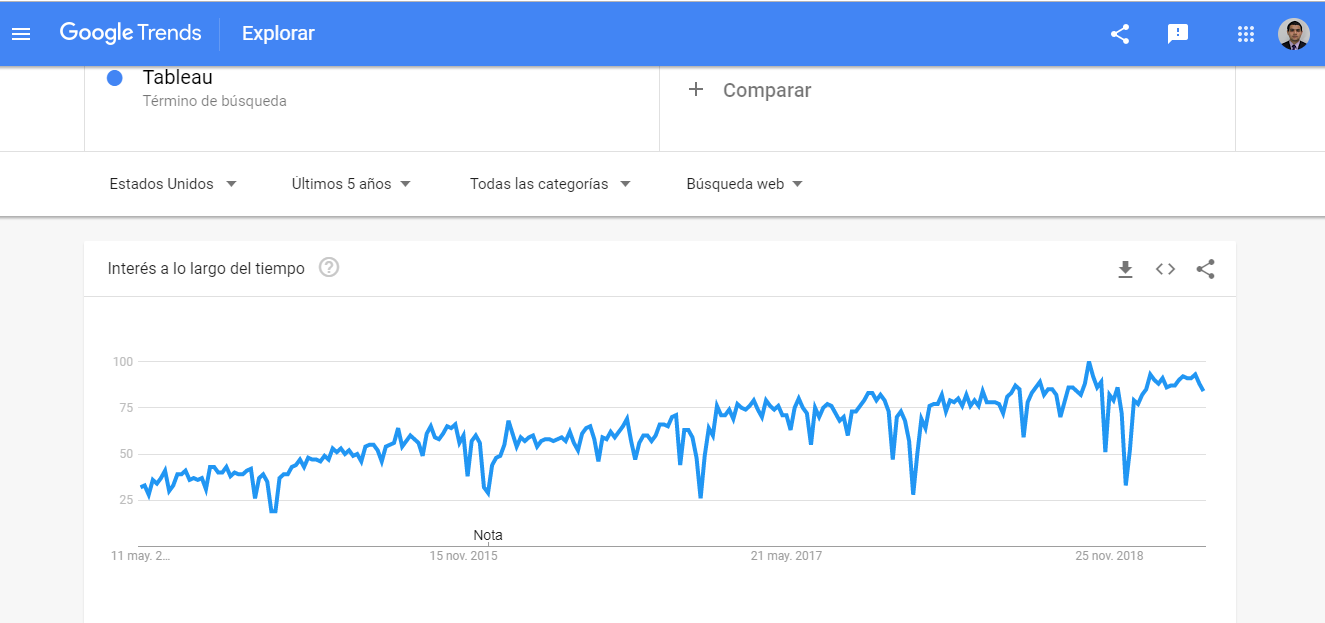 Google Trends Explorar
Tableau
Término de búsqueda
+ Comparar
Estados Unidos Últimos 5 años Todas las categorías Búsqueda web
Interés a lo largo del tiempo ?
100
75
50
25
Nota
11 may. 2… 15 nov. 2015 21 may. 2017 25 nov. 2018